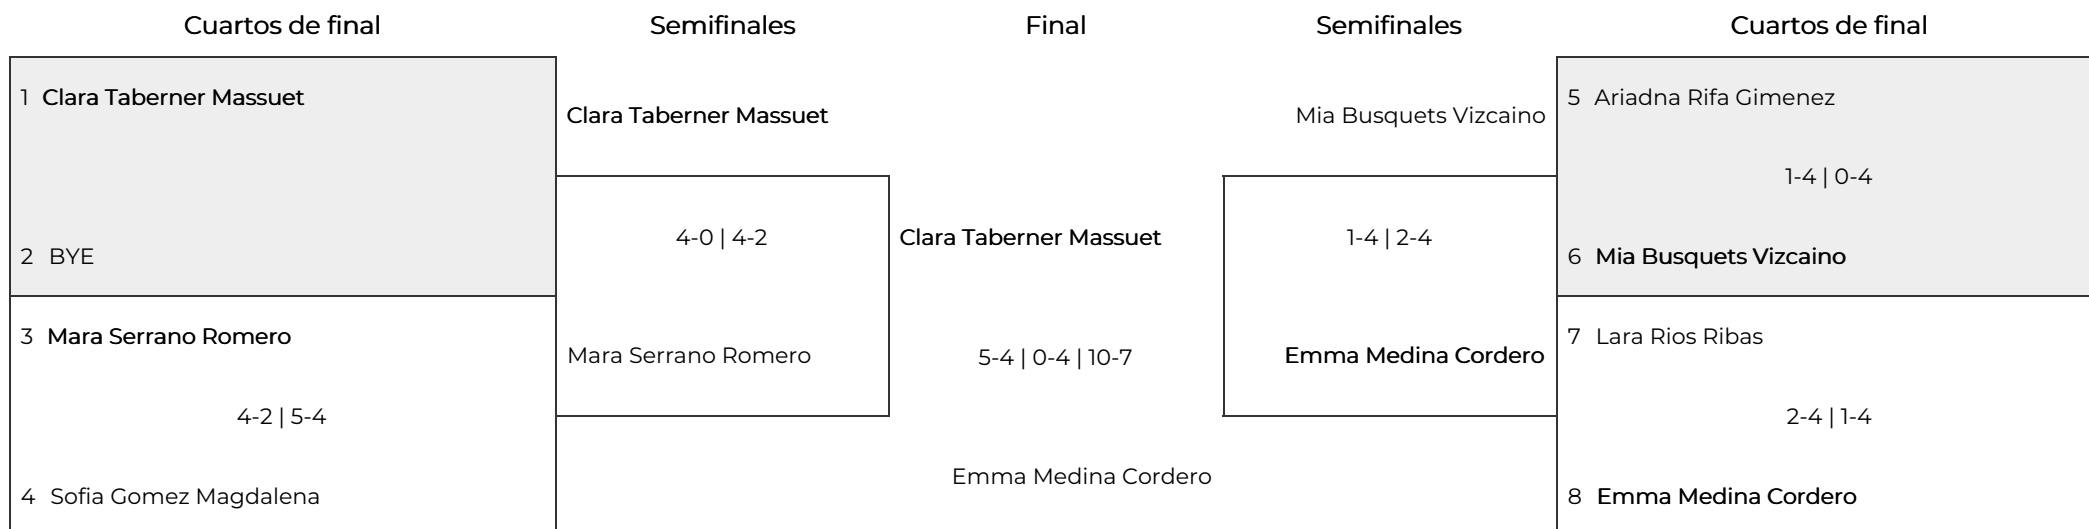 Cuartos de final
Semifinales
Final
Semifinales
Cuartos de final
1 Clara Taberner Massuet
2 BYE
3 Mara Serrano Romero
4-2 | 5-4
4 Sofia Gomez Magdalena
Clara Taberner Massuet
4-0 | 4-2
Mara Serrano Romero
Clara Taberner Massuet
5-4 | 0-4 | 10-7
Emma Medina Cordero
Mia Busquets Vizcaino
1-4 | 2-4
Emma Medina Cordero
5 Ariadna Rifa Gimenez
1-4 | 0-4
6 Mia Busquets Vizcaino
7 Lara Rios Ribas
2-4 | 1-4
8 Emma Medina Cordero